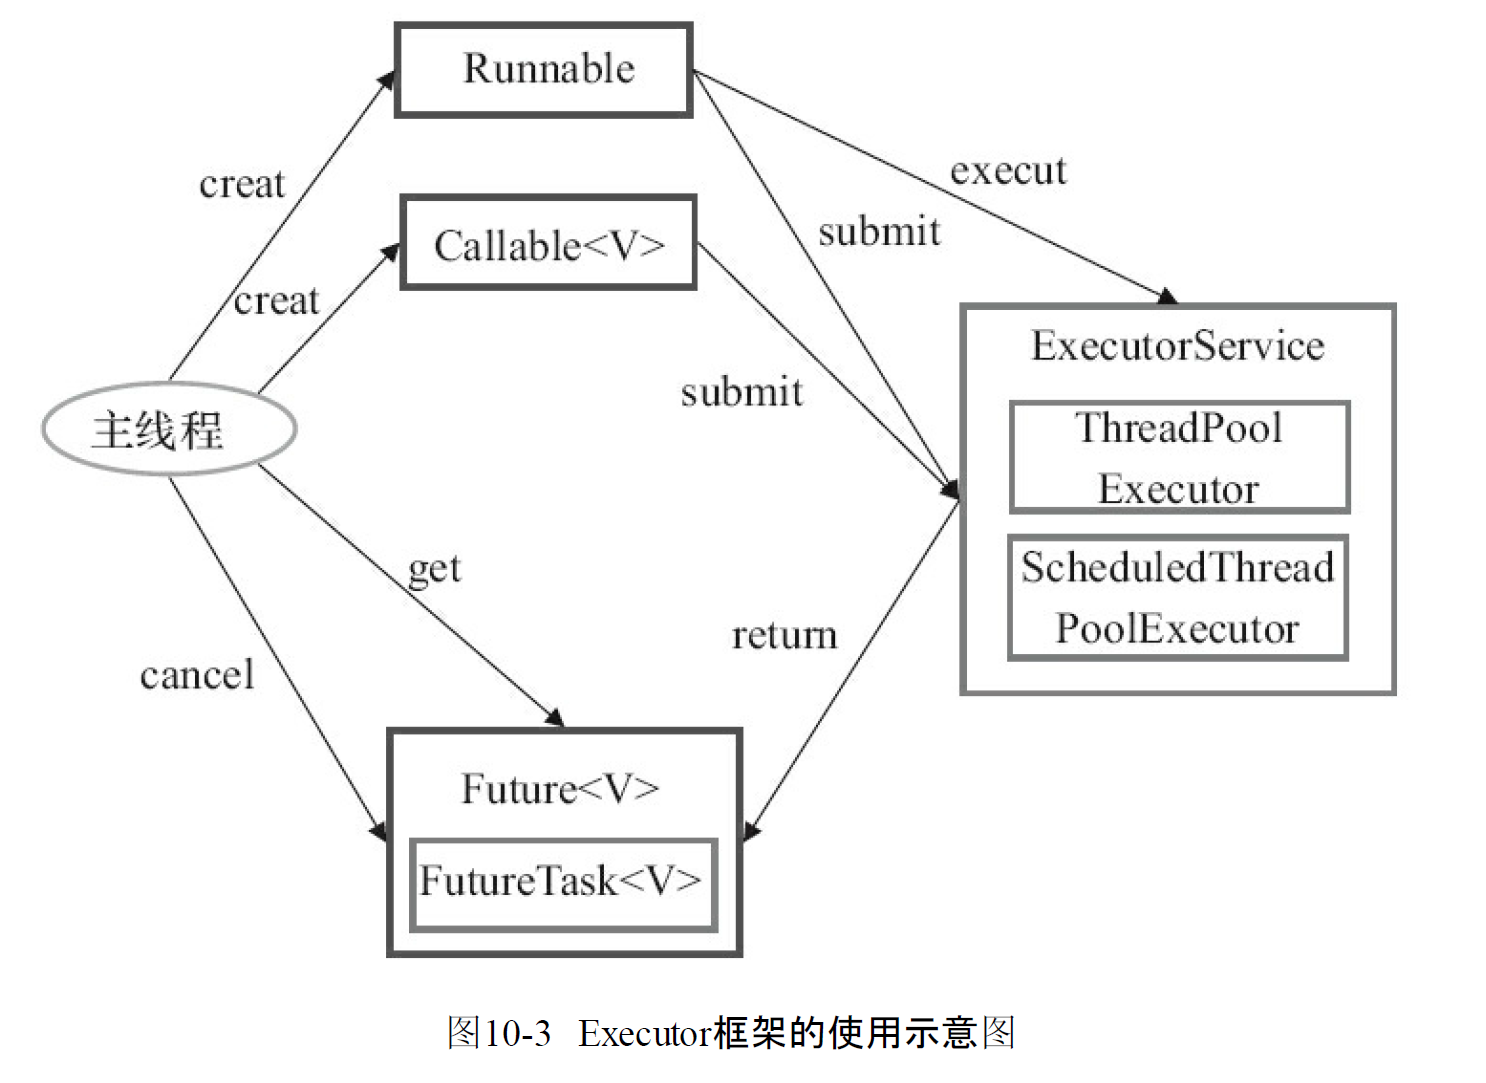 Runnable
execut
creat
submit
Callable<V>
creat
ExecutorService
submit
ThreadPool
Executor
主线程
get
ScheduledThread
PoolExecutor
return
cancel
Future<V>
FutureTask<V>
图10-3 Executor框架的使用示意图